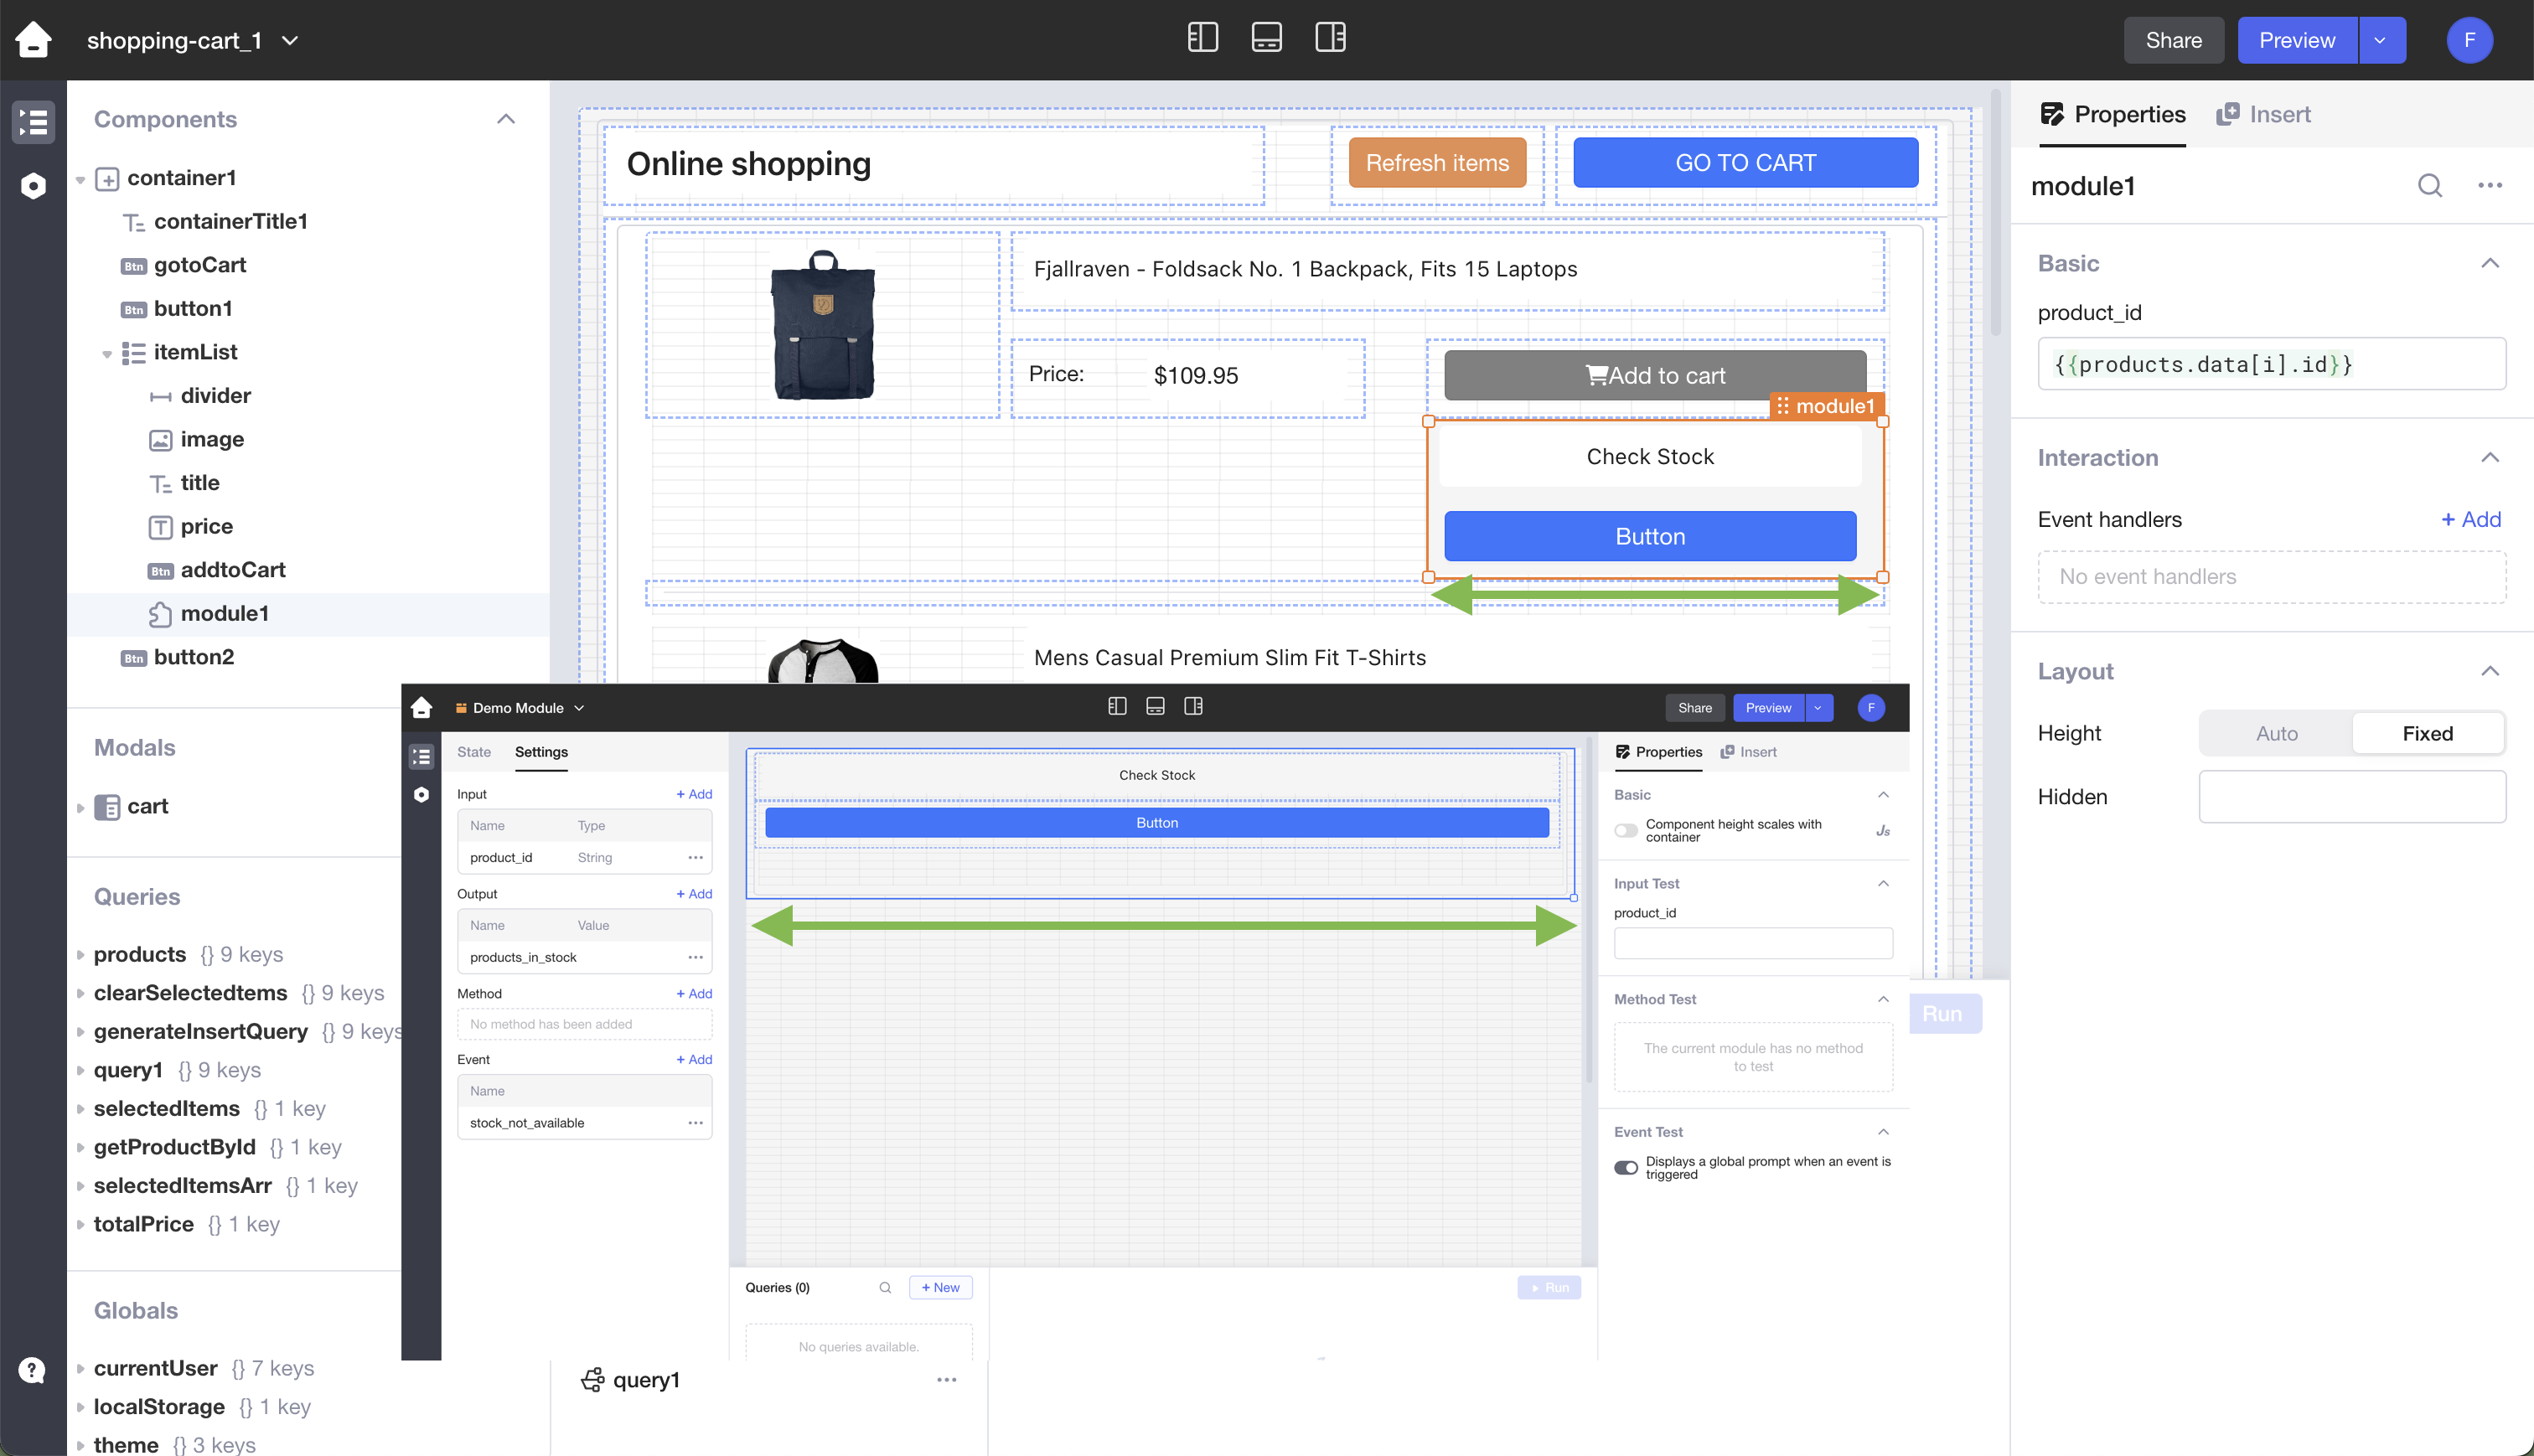 shopping-cart_1
Share
Preview
F
Components
container1
containerTitle1
Btn gotoCart
Btn button1
itemList
divider
image
title
price
Btn addtoCart
module1
Btn button2
Modals
cart
Queries
products {} 9 keys
clearSelectedtems {} 9 keys
generateInsertQuery {} 9 keys
query1 {} 9 keys
selectedItems {} 1 key
getProductById {} 1 key
selectedItemsArr {} 1 key
totalPrice {} 1 key
Globals
currentUser {} 7 keys
localStorage {} 1 key
theme {} 3 keys
Online shopping
Refresh items
GO TO CART
Fjallraven - Foldsack No. 1 Backpack, Fits 15 Laptops
Price: $109.95
Add to cart
module1
Check Stock
Button
Mens Casual Premium Slim Fit T-Shirts
Properties
Insert
module1
Basic
product_id
{{products.data[i].id}}
Interaction
Event handlers
+ Add
No event handlers
Layout
Height
Auto
Fixed
Hidden
Demo Module
Share
Preview
F
State
Settings
Input
+ Add
Name Type
product_id String
Output
+ Add
Name Value
products_in_stock
Method
+ Add
No method has been added
Event
+ Add
Name
stock_not_available
Check Stock
Button
Queries (0)
+ New
Run
No queries available.
Properties
Insert
Basic
Component height scales with
container
Js
Input Test
product_id
Method Test
The current module has no method
to test
Event Test
Displays a global prompt when an event is
triggered
Run
query1